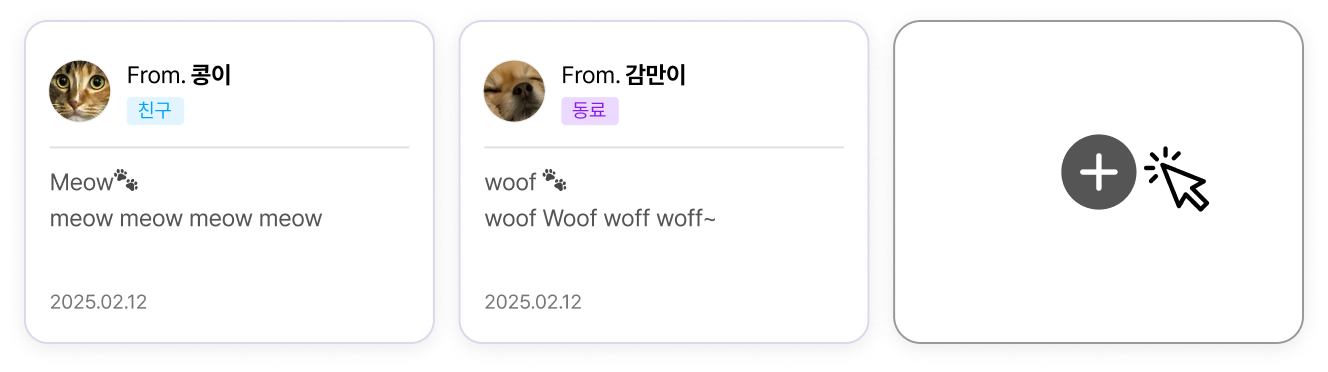 From. 콩이
친구
Meow🐾
meow meow meow meow
2025.02.12
From. 감만이
동료
woof 🐾
woof Woof woff woff~
2025.02.12